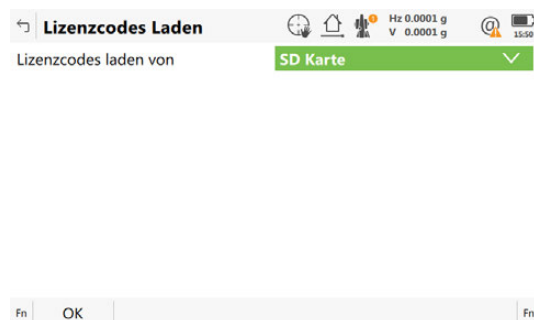 Lizenzcodes Laden
Hz 0.0001 g
V 0.0001 g
@
15:50
Lizenzcodes laden von
SD Karte
Fn
OK
Fn